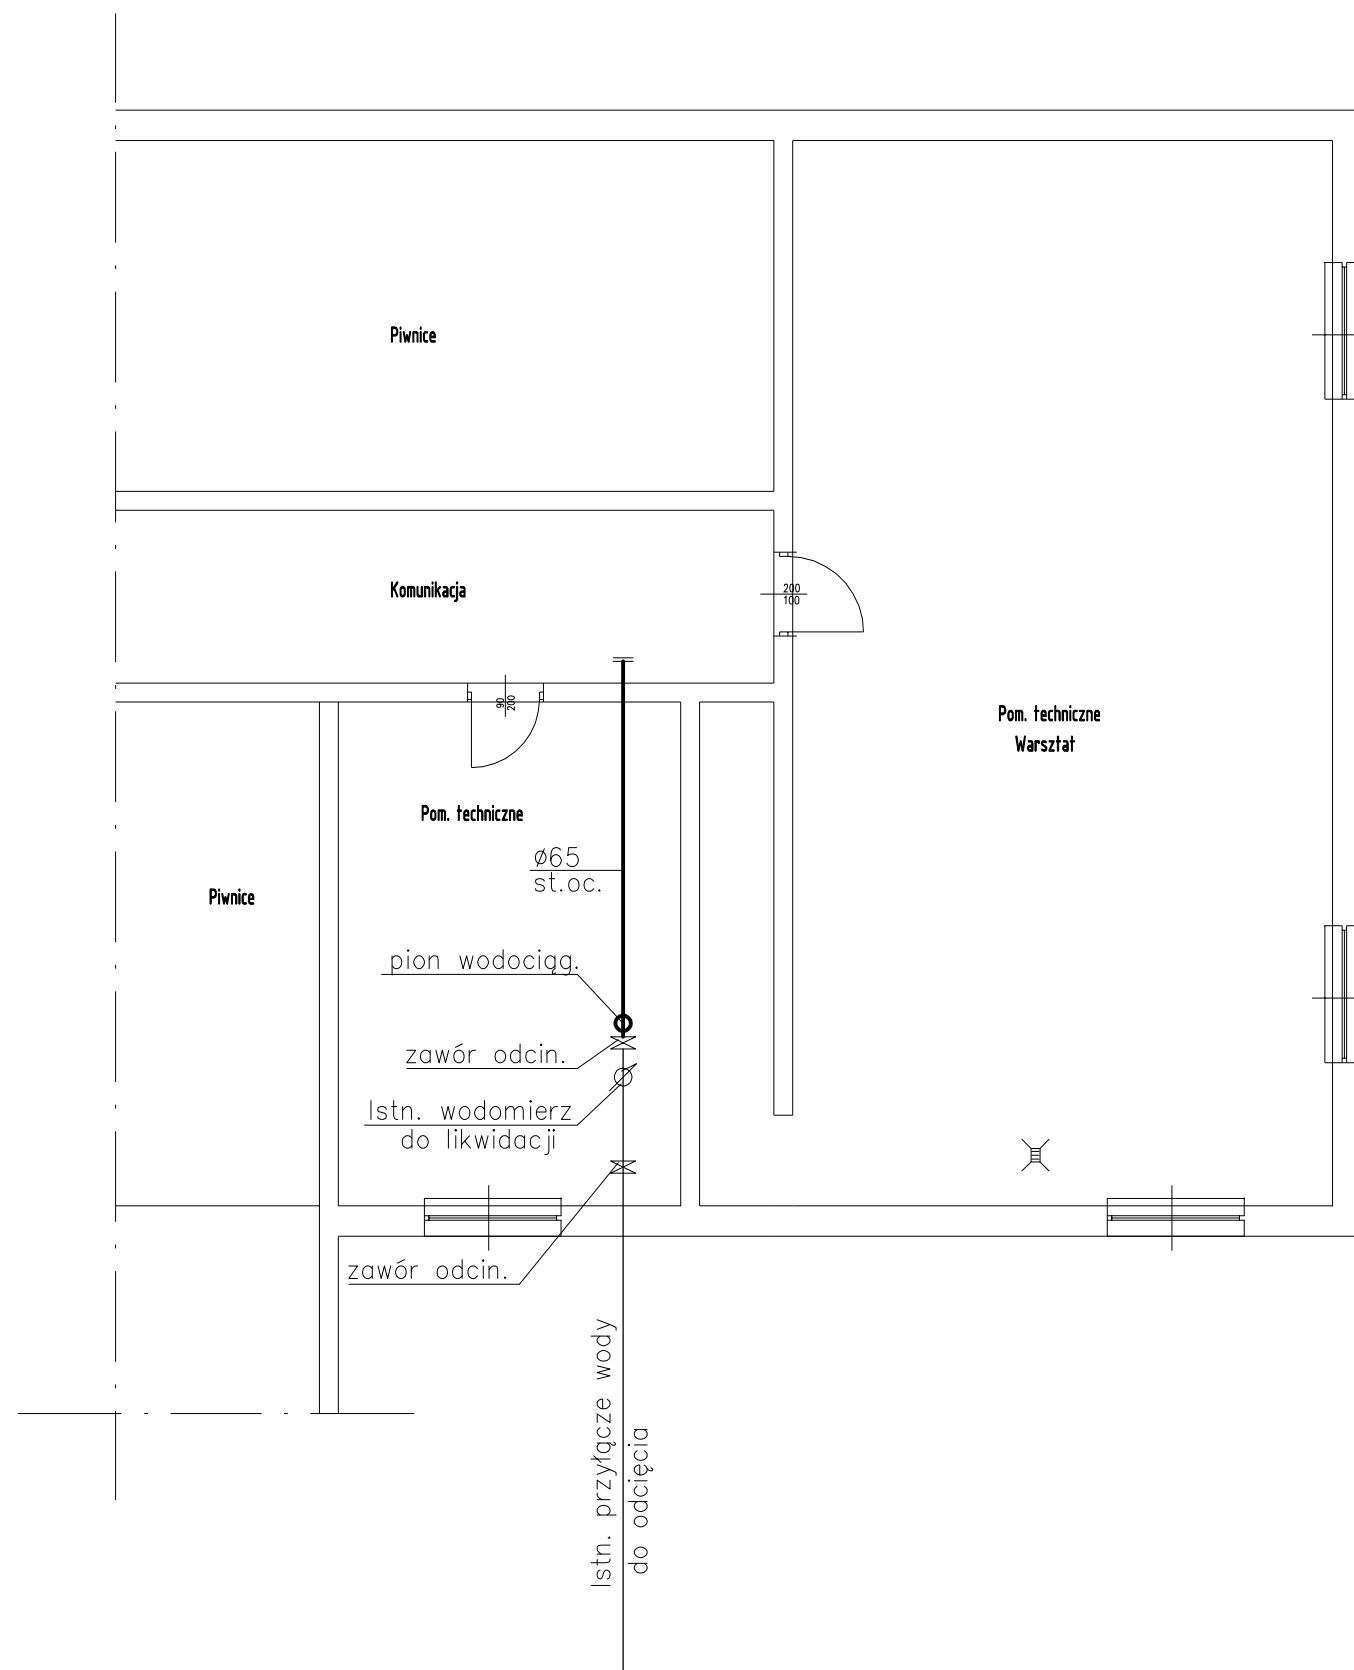 Piwnice
Komunikacja
200
100
90
200
Pom. techniczne
Warsztat
Pom. techniczne
Ø65
st.oc.
Piwnice
pion wodociąg.
zawór odcin.
Istn. wodomierz
do likwidacji
zawór odcin.
Istn. przyłącze wody
do odcięcia